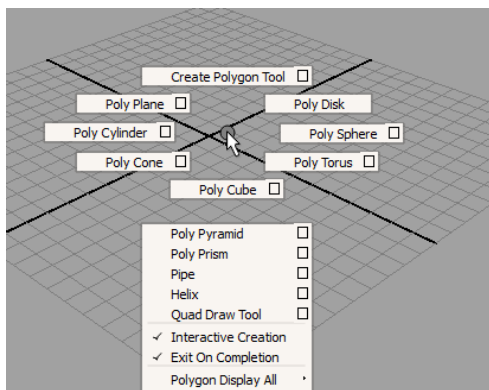 Create Polygon Tool
Poly Plane
Poly Disk
Poly Cylinder
Poly Sphere
Poly Cone
Poly Torus
Poly Cube
Poly Pyramid
Poly Prism
Pipe
Helix
Quad Draw Tool
Interactive Creation
Exit On Completion
Polygon Display All